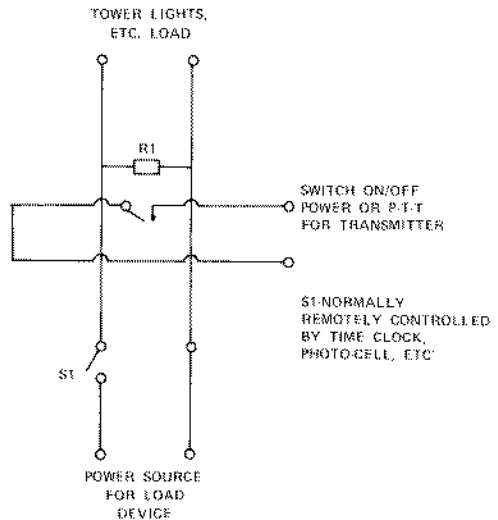 TOWER LIGHTS,
ETC. LOAD
R1
SWITCH ON/OFF
POWER OR P-T-T
FOR TRANSMITTER
S1-NORMALLY
REMOTELY CONTROLLED
BY TIME CLOCK,
PHOTO-CELL, ETC
S1
POWER SOURCE
FOR LOAD
DEVICE